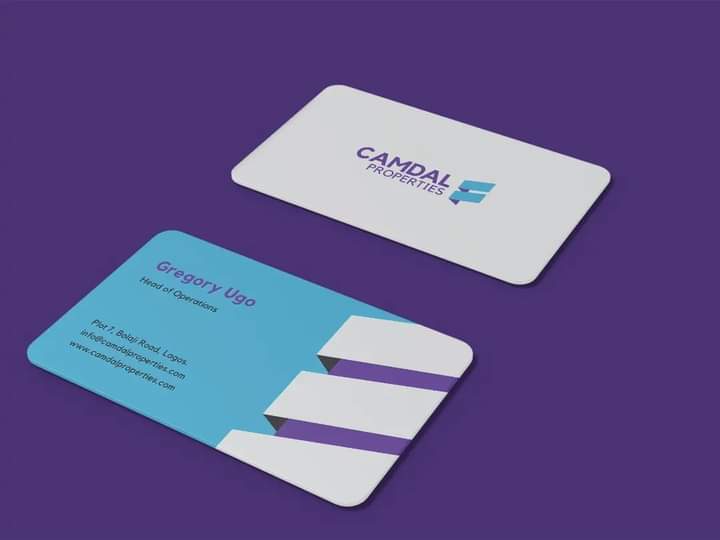 CAMDAL
PROPERTIES
Gregory Ugo
Head of Operations
Plot 7, Bolaji Road, Lagos.
info@camdalproperties.com
www.camdalproperties.com